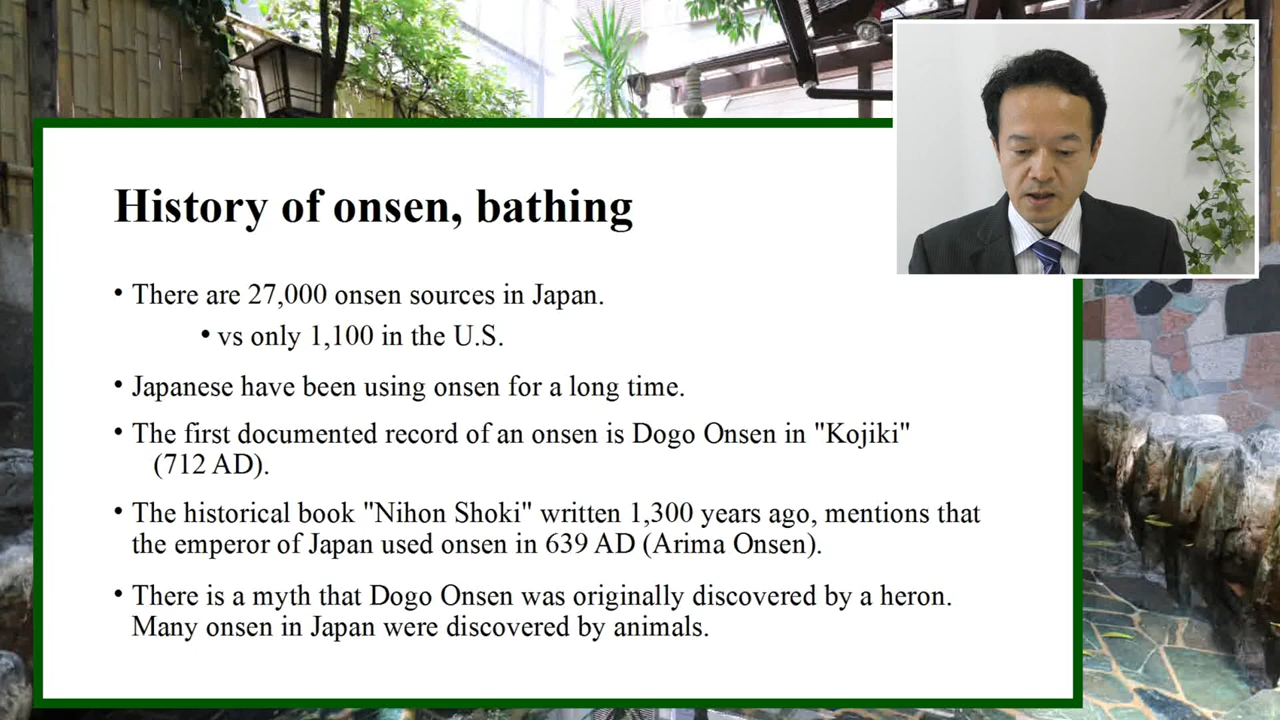 History of onsen, bathing
• There are 27,000 onsen sources in Japan.
• vs only 1,100 in the U.S.
• Japanese have been using onsen for a long time.
• The first documented record of an onsen is Dogo Onsen in "Kojiki"
(712 AD).
• The historical book "Nihon Shoki" written 1,300 years ago, mentions that
the emperor of Japan used onsen in 639 AD (Arima Onsen).
• There is a myth that Dogo Onsen was originally discovered by a heron.
Many onsen in Japan were discovered by animals.